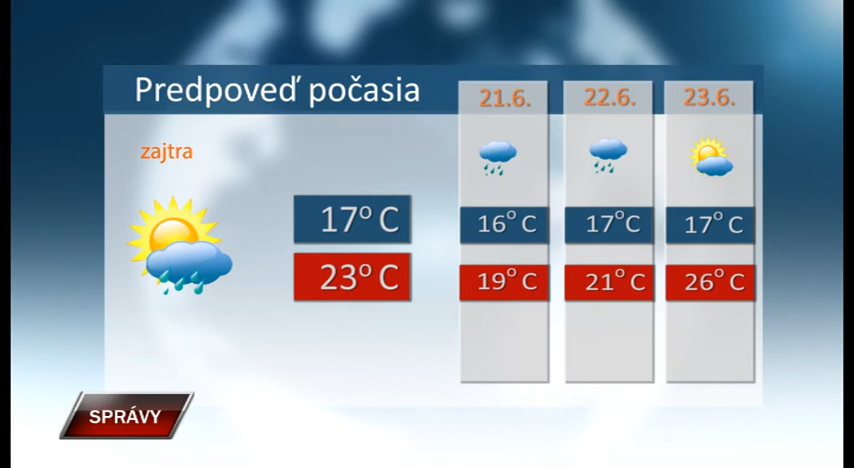 Predpoveď počasia
zajtra
17° C
23° C
21.6. 22.6. 23.6.
16° C 17°C 17° C
19° C 21° C 26° C
SPRÁVY